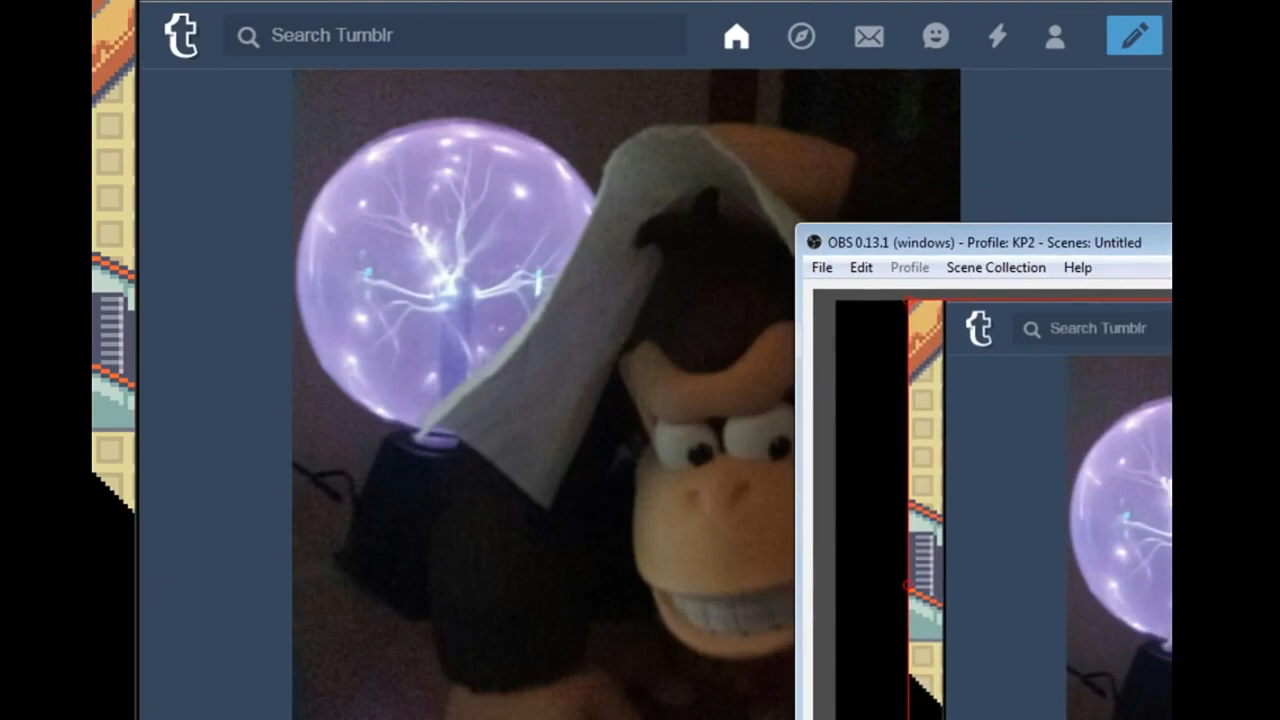 t Search Tumblr
OBS 0.13.1 (windows) - Profile: KP2 - Scenes: Untitled
File Edit Profile Scene Collection Help
t Search Tumblr